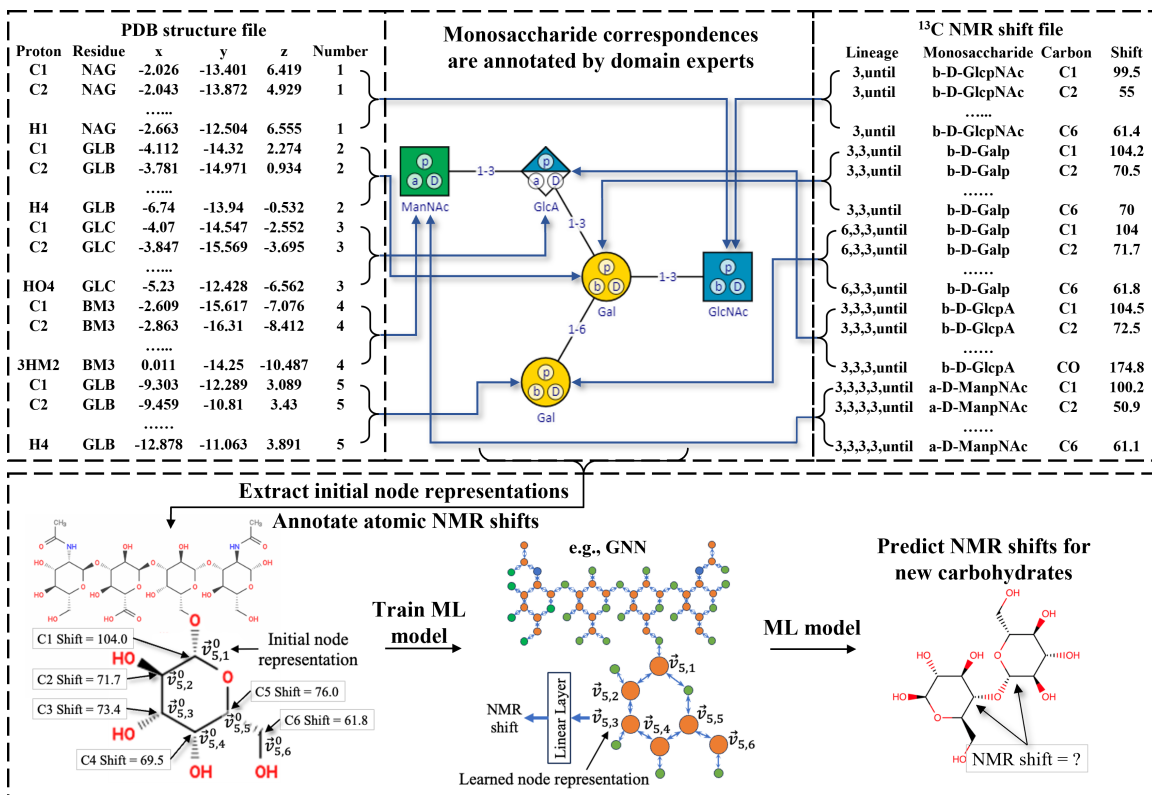 PDB structure file
Proton Residue x y z Number
C1 NAG -2.026 -13.401 6.419 1
C2 NAG -2.043 -13.872 4.929 1
......
H1 NAG -2.663 -12.504 6.555 1
C1 GLB -4.112 -14.32 2.274 2
C2 GLB -3.781 -14.971 0.934 2
......
H4 GLB -6.74 -13.94 -0.532 2
C1 GLC -4.07 -14.547 -2.552 3
C2 GLC -3.847 -15.569 -3.695 3
......
HO4 GLC -5.23 -12.428 -6.562 3
C1 BM3 -2.609 -15.617 -7.076 4
C2 BM3 -2.863 -16.31 -8.412 4
......
3HM2 BM3 0.011 -14.25 -10.487 4
C1 GLB -9.303 -12.289 3.089 5
C2 GLB -9.459 -10.81 3.43 5
......
H4 GLB -12.878 -11.063 3.891 5
Monosaccharide correspondences
are annotated by domain experts
p
a D
ManNAc
1-3
p
a D
GlcA
1-3
p
b D
Gal
1-3
p
b D
GlcNAc
1-6
p
b D
Gal
13C NMR shift file
Lineage Monosaccharide Carbon Shift
3,until b-D-GlcpNAc C1 99.5
3,until b-D-GlcpNac C2 55
......
3,until b-D-GlcpNAc C6 61.4
3,3,until b-D-Galp C1 104.2
3,3,until b-D-Galp C2 70.5
......
3,3,until b-D-Galp C6 70
6,3,3,until b-D-Galp C1 104
6,3,3,until b-D-Galp C2 71.7
......
6,3,3,until b-D-Galp C6 61.8
3,3,3,until b-D-GlcpA C1 104.5
3,3,3,until b-D-GlcpA C2 72.5
......
3,3,3,until b-D-GlcpA CO 174.8
3,3,3,3,until a-D-ManpNAc C1 100.2
3,3,3,3,until a-D-ManpNAc C2 50.9
......
3,3,3,3,until a-D-ManpNAc C6 61.1
Extract initial node representations
Annotate atomic NMR shifts
C1 Shift = 104.0
C2 Shift = 71.7
C3 Shift = 73.4
C4 Shift = 69.5
C5 Shift = 76.0
C6 Shift = 61.8
Initial node
representation
Train ML
model
e.g., GNN
NMR
shift
Linear Layer
Learned node representation
ML model
Predict NMR shifts for
new carbohydrates
NMR shift = ?